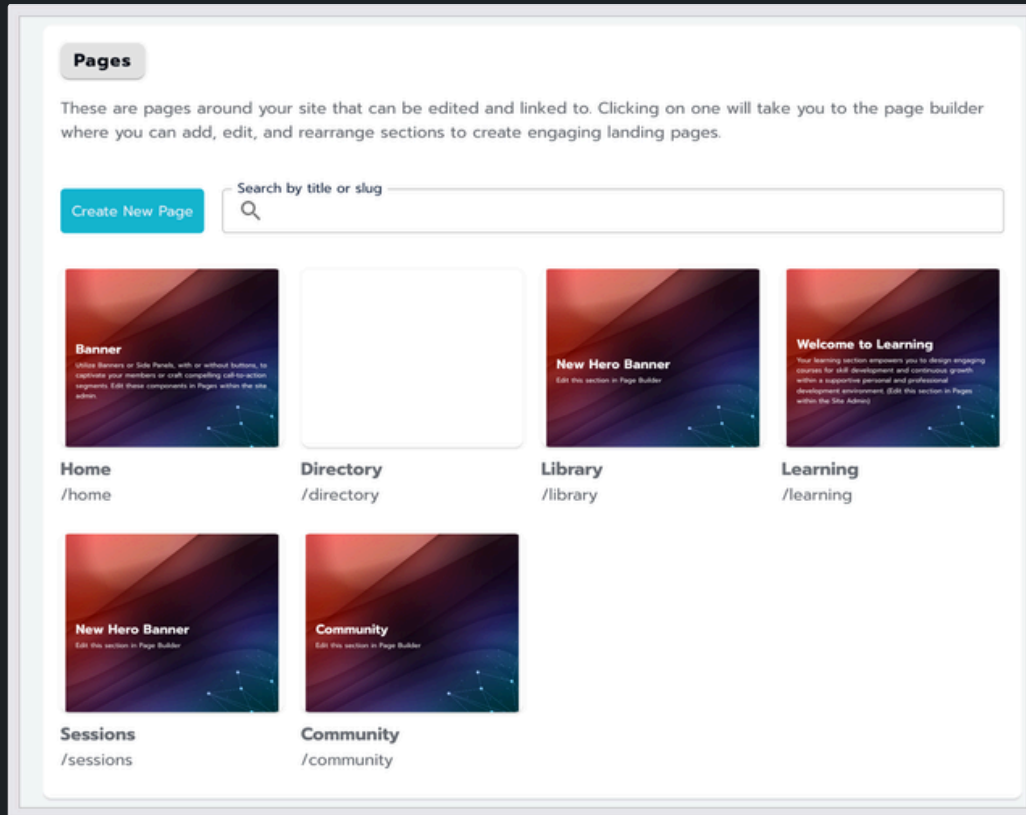 Pages
These are pages around your site that can be edited and linked to. Clicking on one will take you to the page builder
where you can add, edit, and rearrange sections to create engaging landing pages.
Search by title or slug
Create New Page
Banner
Utilize Banners or Side Panels, with or without buttons, to
captivate your members or craft compelling call-to-action
segments. Edit these components in Pages within the site
admin.
Home
/home
Directory
/directory
New Hero Banner
Edit this section in Page Builder
Library
/library
Welcome to Learning
Your learning section empowers you to design engaging
courses for skill development and continuous growth
within a supportive personal and professional
development environment. (Edit this section in Pages
within the Site Admin)
Learning
/learning
New Hero Banner
Edit this section in Page Builder
Sessions
/sessions
Community
Edit this section in Page Builder
Community
/community